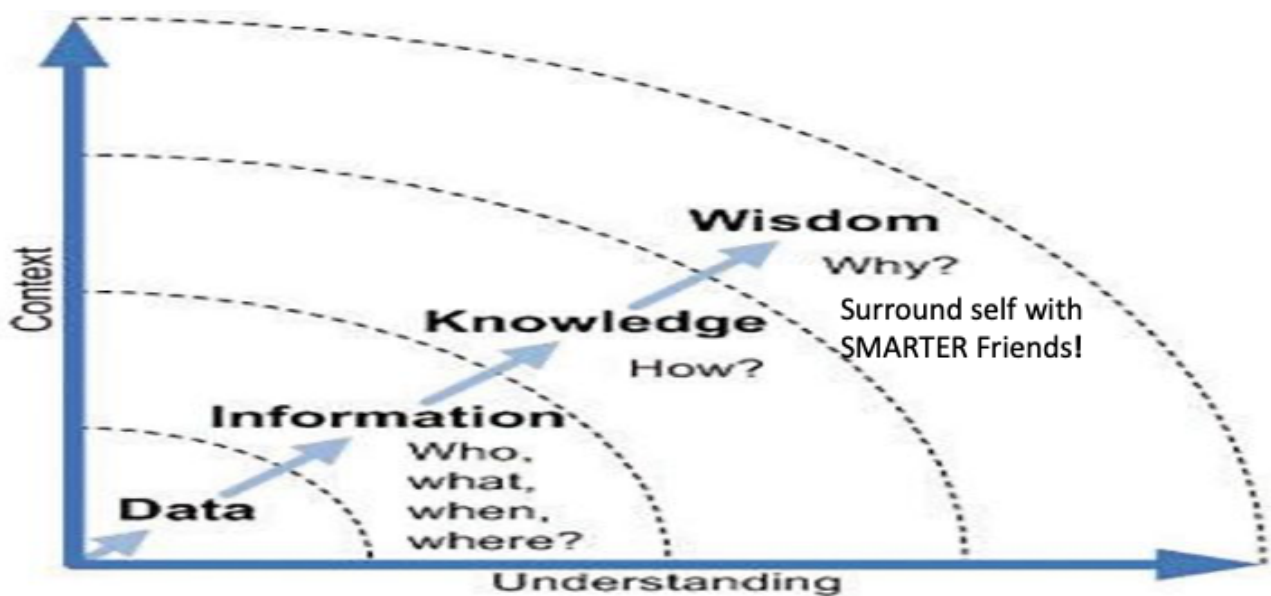 Context
Wisdom
Why?
Surround self with
SMARTER Friends!
Knowledge
How?
Information
Who,
what,
when,
where?
Data
Understanding